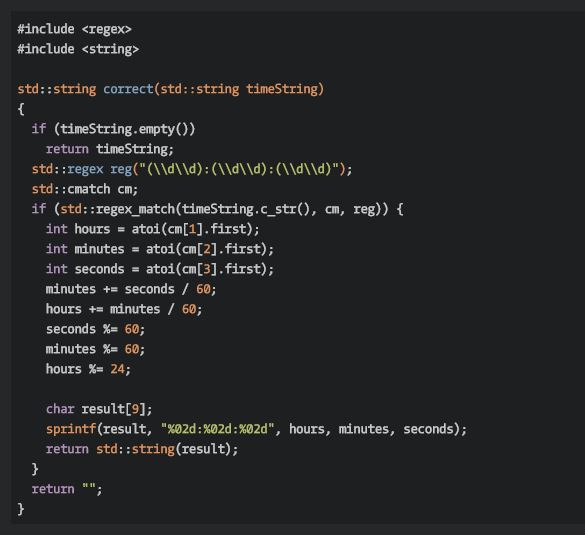 #include <regex>
#include <string>
std::string correct(std::string timeString)
{
if (timeString.empty())
return timeString;
std::regex reg("(\\d\\d):(\\d\\d):(\\d\\d)");
std::cmatch cm;
if (std::regex_match(timeString.c_str(), cm, reg)) {
int hours = atoi(cm[1].first);
int minutes = atoi(cm[2].first);
int seconds = atoi(cm[3].first);
minutes += seconds / 60;
hours += minutes / 60;
seconds %= 60;
minutes %= 60;
hours %= 24;
char result[9];
sprintf(result, "%02d:%02d:%02d", hours, minutes, seconds);
return std::string(result);
}
return "";
}